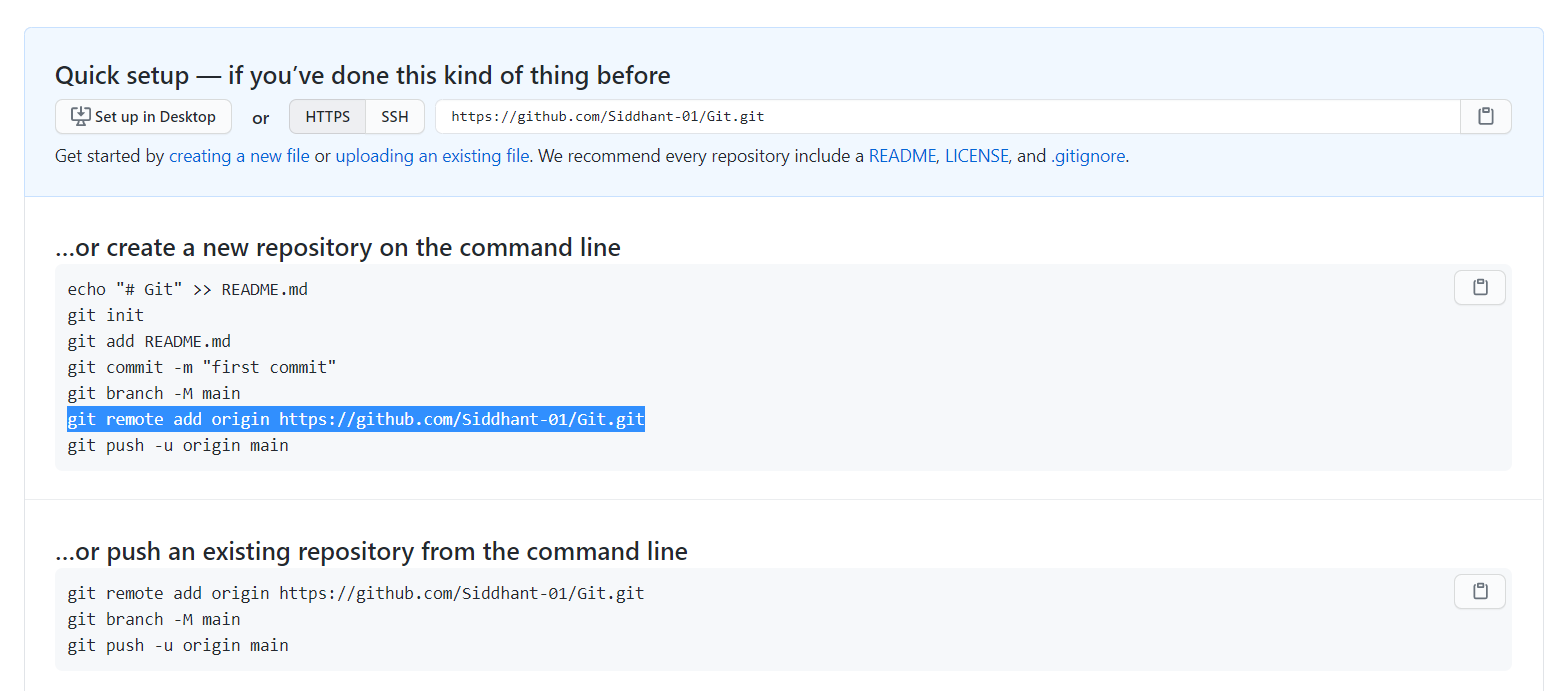 Quick setup — if you've done this kind of thing before
Set up in Desktop or HTTPS SSH https://github.com/Siddhant-01/Git.git
Get started by creating a new file or uploading an existing file. We recommend every repository include a README, LICENSE, and .gitignore.
…or create a new repository on the command line
echo "# Git" >> README.md
git init
git add README.md
git commit -m "first commit"
git branch -M main
git remote add origin https://github.com/Siddhant-01/Git.git
git push -u origin main
…or push an existing repository from the command line
git remote add origin https://github.com/Siddhant-01/Git.git
git branch -M main
git push -u origin main